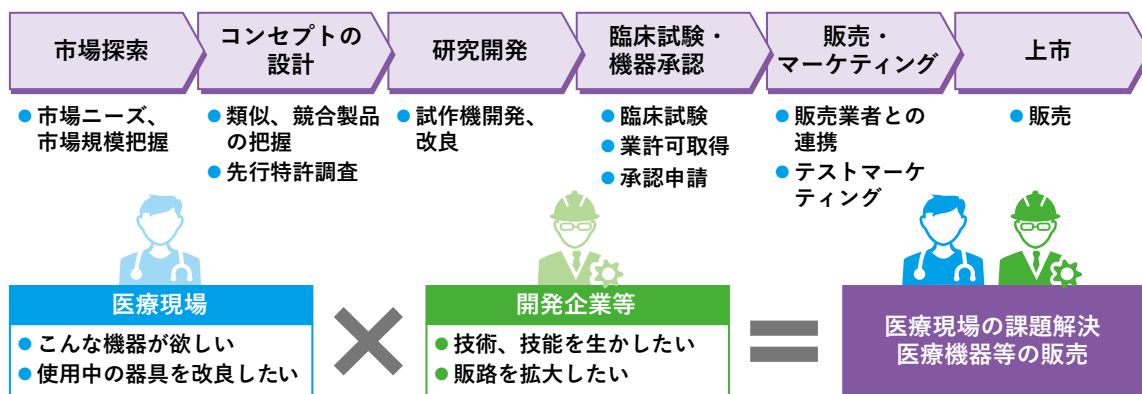 市場探索
コンセプトの
設計
研究開発
臨床試験・
機器承認
販売・
マーケティング
上市
● 市場ニーズ、
市場規模把握
● 類似、競合製品
の把握
● 先行特許調査
● 試作機開発、
改良
● 臨床試験
● 業許可取得
● 承認申請
● 販売業者との
連携
● テストマーケ
ティング
● 販売
医療現場
● こんな機器が欲しい
● 使用中の器具を改良したい
×
開発企業等
● 技術、技能を生かしたい
● 販路を拡大したい
=
医療現場の課題解決
医療機器等の販売